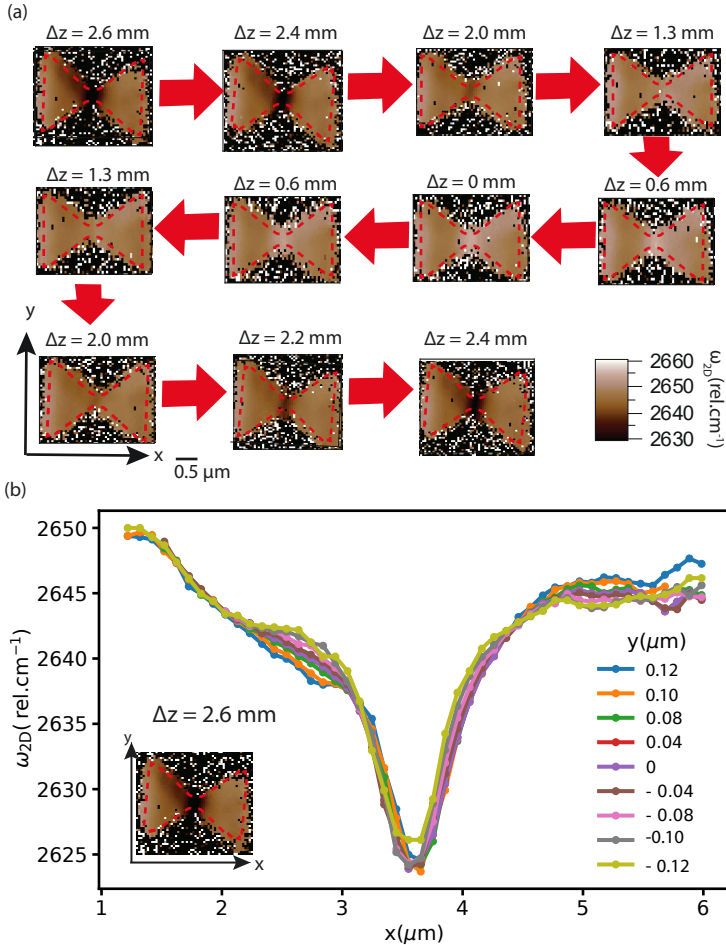 (a)
Δz = 2.6 mm Δz = 2.4 mm Δz = 2.0 mm Δz = 1.3 mm
Δz = 1.3 mm Δz = 0.6 mm Δz = 0 mm Δz = 0.6 mm
y
Δz = 2.0 mm Δz = 2.2 mm Δz = 2.4 mm
x
0.5 μm
2660
2650
2640
2630
ω2D(rel.cm-1)
(b)
2650
2645
2640
2635
2630
2625
ω2D( rel.cm−1)
Δz = 2.6 mm
y
x
y(μm)
0.12
0.10
0.08
0.04
0
- 0.04
- 0.08
-0.10
- 0.12
1 2 3 4 5 6
x(μm)